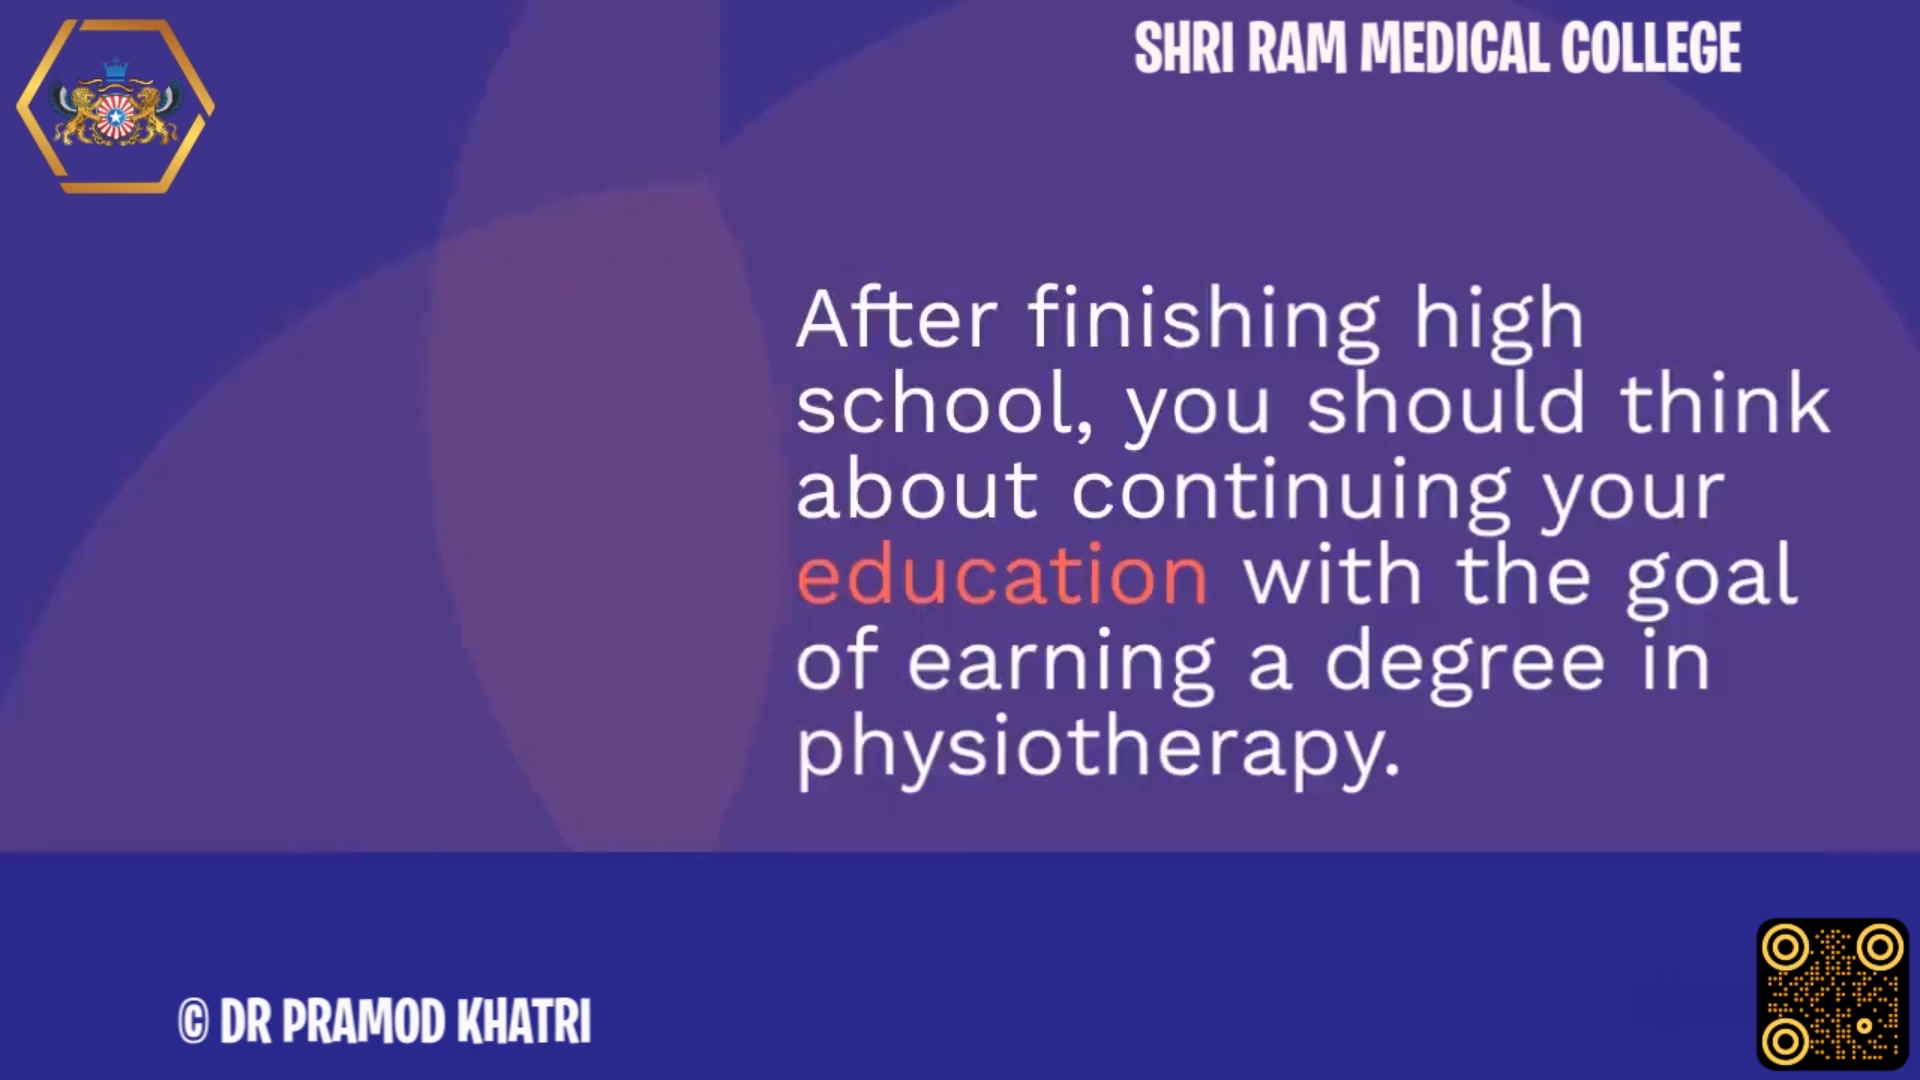 SHRI RAM MEDICAL COLLEGE
After finishing high
school, you should think
about continuing your
education with the goal
of earning a degree in
physiotherapy.
© DR PRAMOD KHATRI